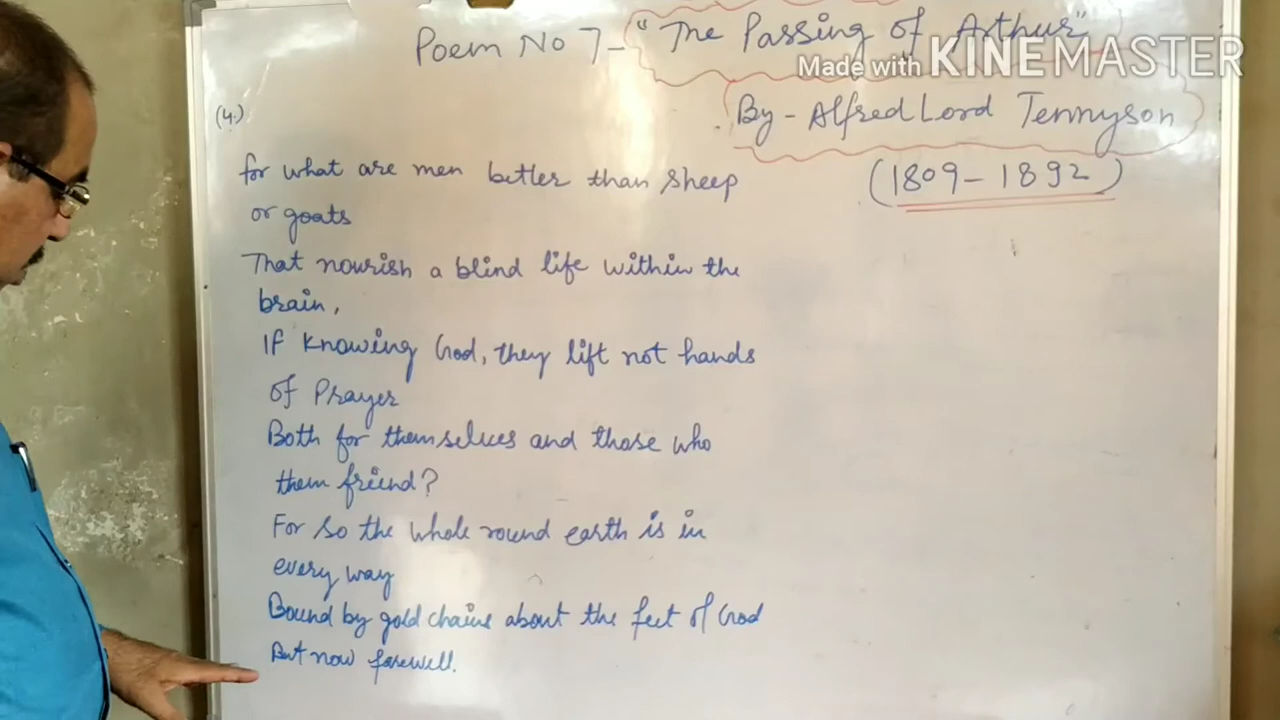 Poem No 7- "The Passing of Arthur"
Made with KINEMASTER
By - Alfred Lord Tennyson
(1809-1892)
(4.)
for what are men better than sheep
or goats
That nourish a blind life within the
brain,
If knowing God, they lift not hands
of Prayer
Both for themselves and those who
them friend?
For so the whole round earth is in
every way
Bound by gold chains about the feet of God
But now farewell.